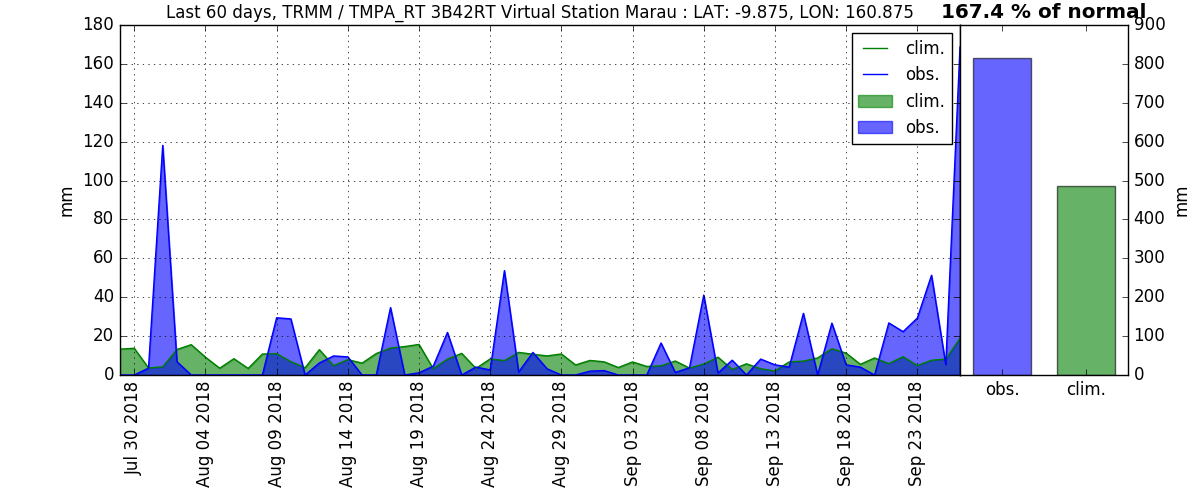 Last 60 days, TRMM / TMPA_RT 3B42RT Virtual Station Marau : LAT: -9.875, LON: 160.875
167.4 % of normal
180
160
140
120
100
80
60
40
20
0
mm
clim.
obs.
clim.
obs.
900
800
700
600
500
400
300
200
100
0
mm
Jul 30 2018
Aug 04 2018
Aug 09 2018
Aug 14 2018
Aug 19 2018
Aug 24 2018
Aug 29 2018
Sep 03 2018
Sep 08 2018
Sep 13 2018
Sep 18 2018
Sep 23 2018
obs.
clim.